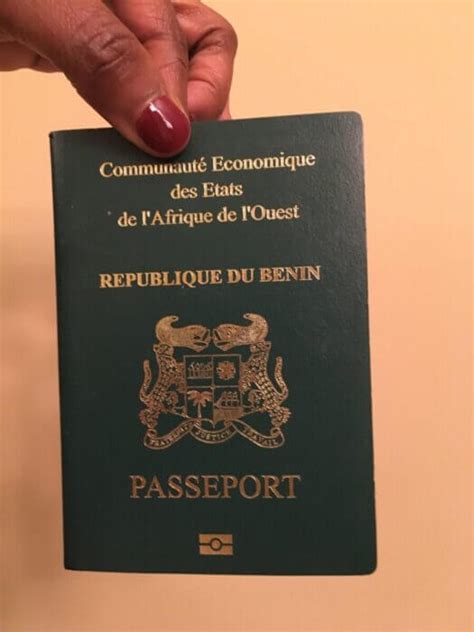 Communauté Economique
des Etats
de l'Afrique de l'Ouest
REPUBLIQUE DU BENIN
FRATERNITE JUSTICE TRAVAIL
PASSEPORT